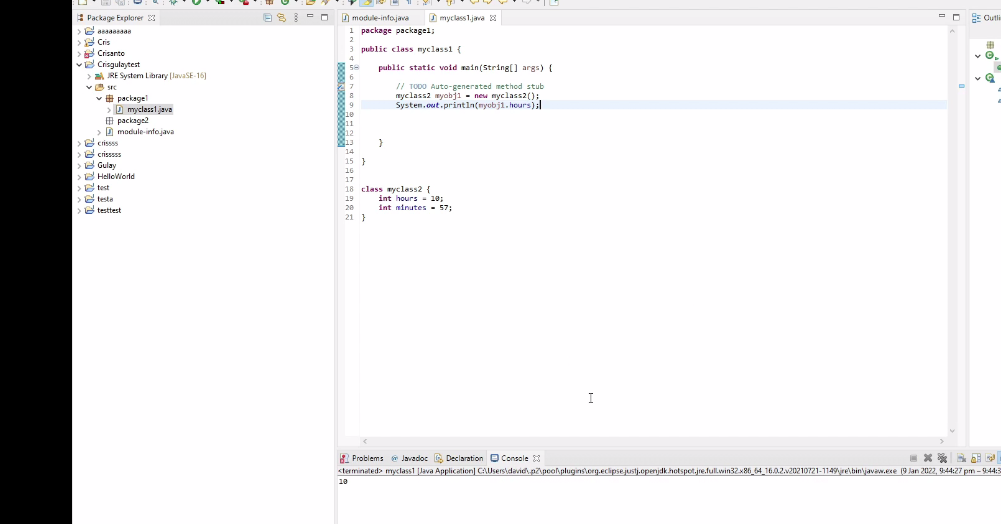 Package Explorer
aaaaaaaaa
Cris
Crisanto
Crisgulaytest
JRE System Library [JavaSE-16]
src
package1
myclass1.java
package2
module-info.java
crissss
crisssss
Gulay
HelloWorld
test
testa
testtest
module-info.java
myclass1.java
1 package package1;
2
3 public class myclass1 {
4
5 public static void main(String[] args) {
6
7 // TODO Auto-generated method stub
8 myclass2 myobj1 = new myclass2();
9 System.out.println(myobj1.hours);
10
11
12
13 }
14
15 }
16
17
18 class myclass2 {
19 int hours = 10;
20 int minutes = 57;
21 }
Outli
Problems @ Javadoc Declaration Console
<terminated> myclass1 [Java Application] C:\Users\david\.p2\pool\plugins\org.eclipse.justj.openjdk.hotspot.jre.full.win32.x86_64_16.0.2.v20210721-1149\jre\bin\javaw.exe (9 Jan 2022, 9:44:27 pm – 9:44:3
10